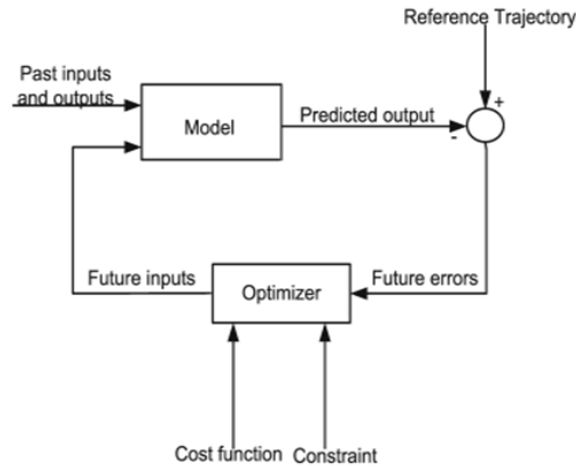 Reference Trajectory
Past inputs
and outputs
+
Model
Predicted output
-
Future inputs
Optimizer
Future errors
Cost function
Constraint